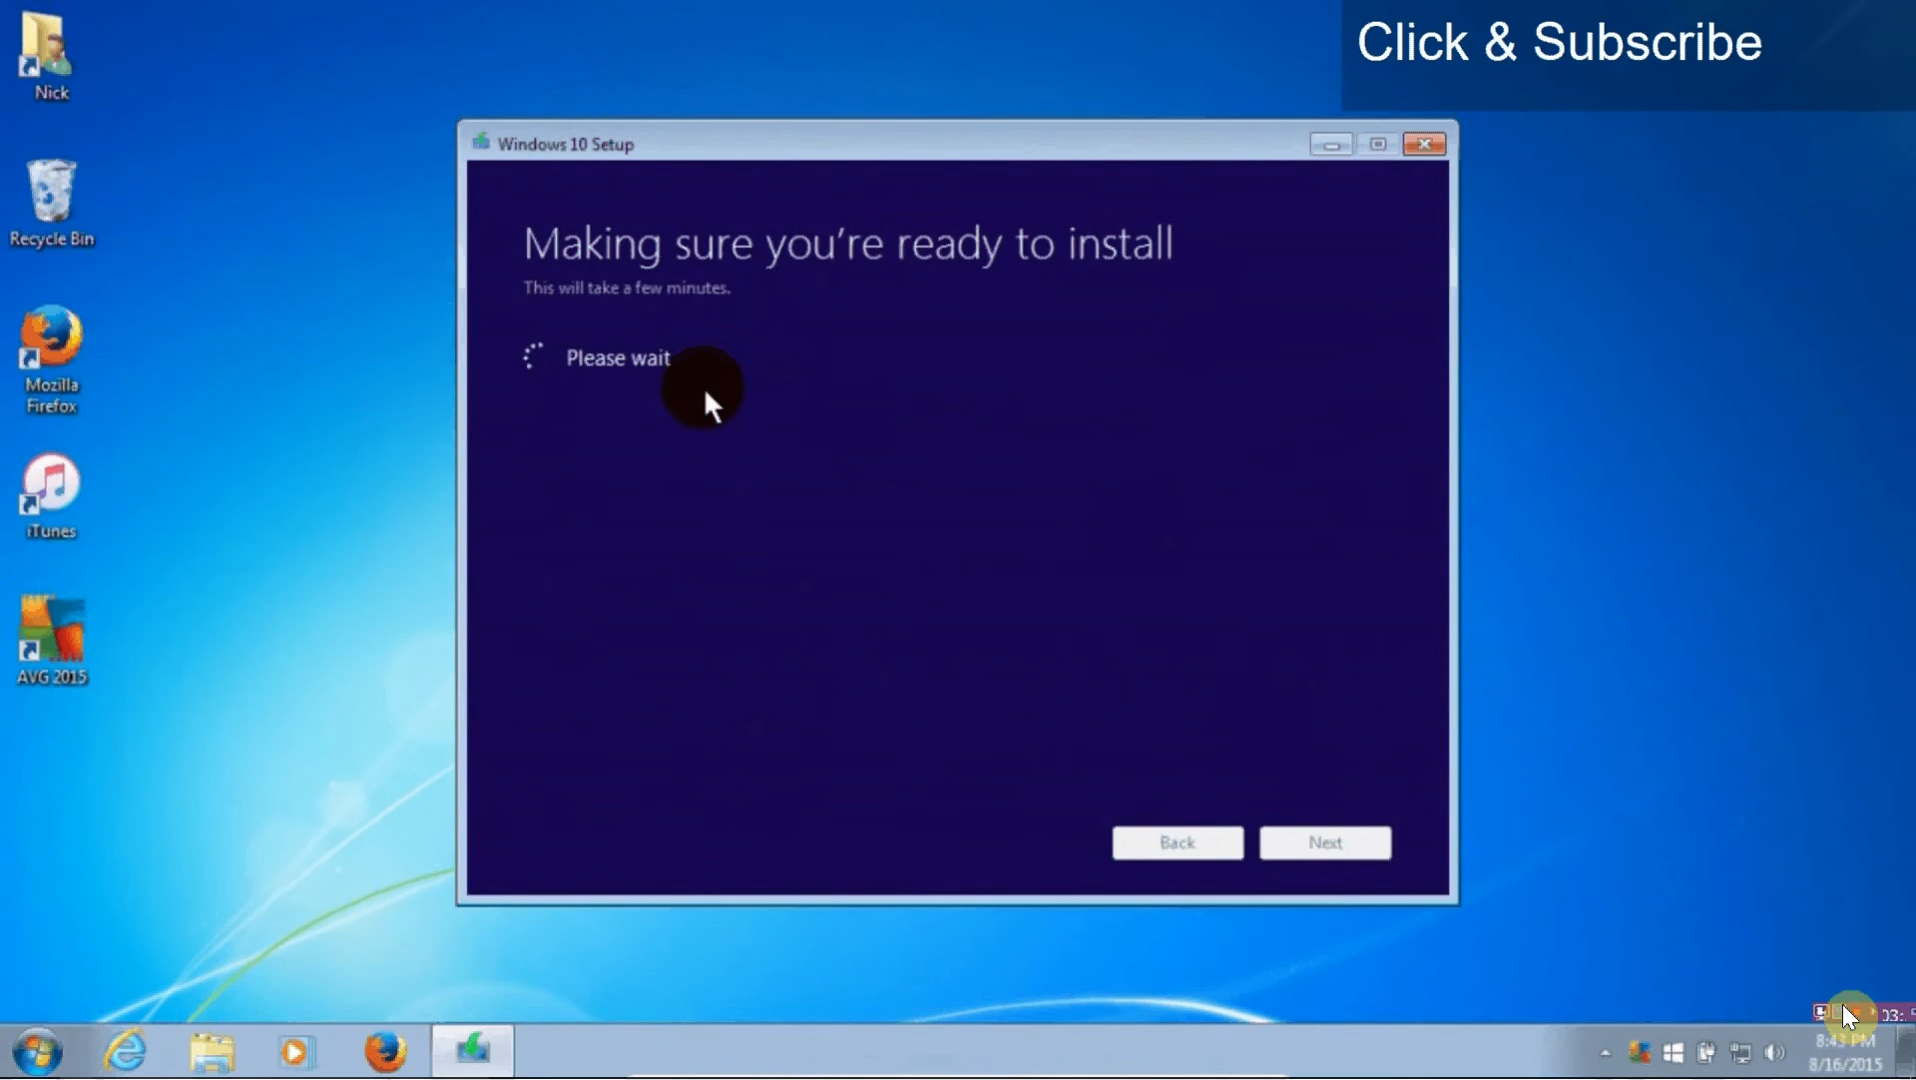 Click & Subscribe
Nick
Windows 10 Setup
Recycle Bin
Making sure you're ready to install
This will take a few minutes.
Please wait
Mozilla
Firefox
iTunes
AVG 2015
Back
Next
03:
8:43 PM
8/16/2015